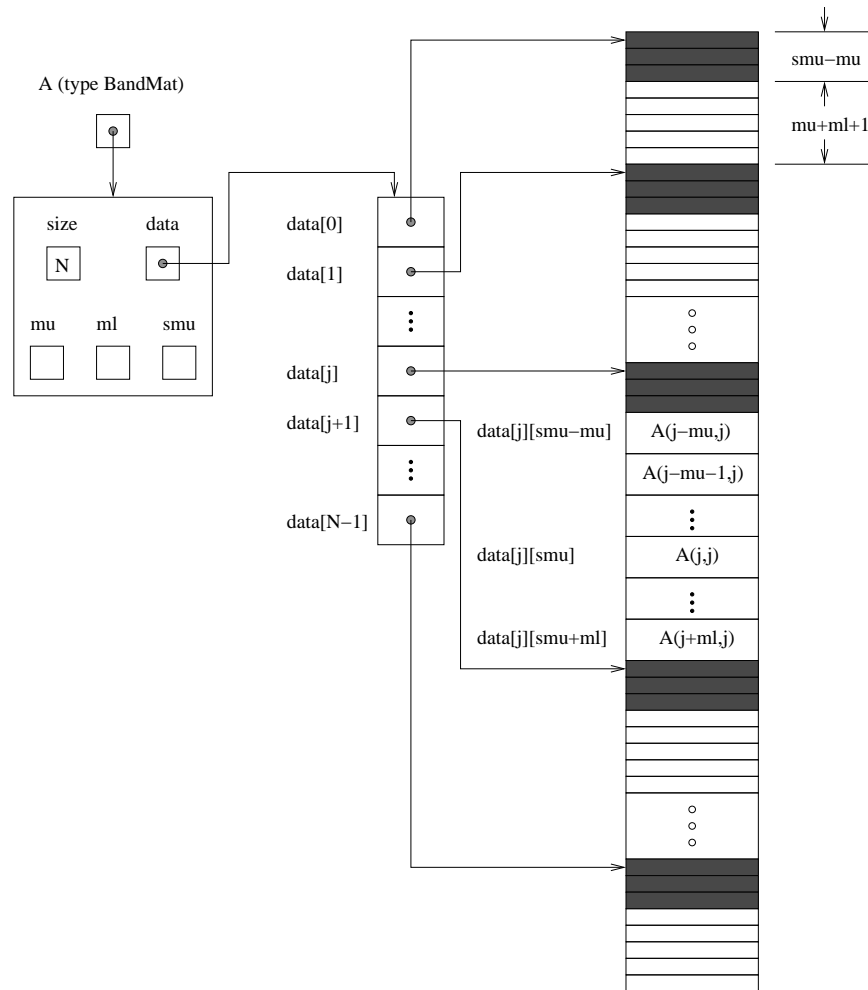 A (type BandMat)
size
data
N
mu
ml
smu
data[0]
data[1]
data[j]
data[j+1]
data[N−1]
data[j][smu−mu]
data[j][smu]
data[j][smu+ml]
A(j−mu,j)
A(j−mu−1,j)
A(j,j)
A(j+ml,j)
smu−mu
mu+ml+1